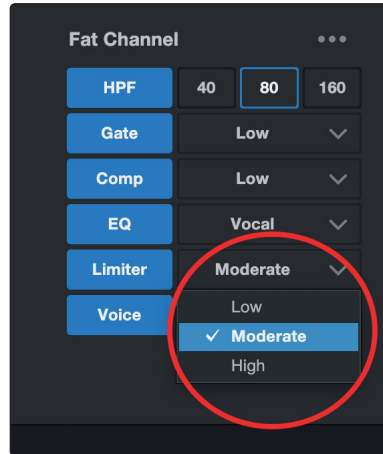 Fat Channel
HPF 40 80 160
Gate Low
Comp Low
EQ Vocal
Limiter Moderate
Voice Low
✓ Moderate
High